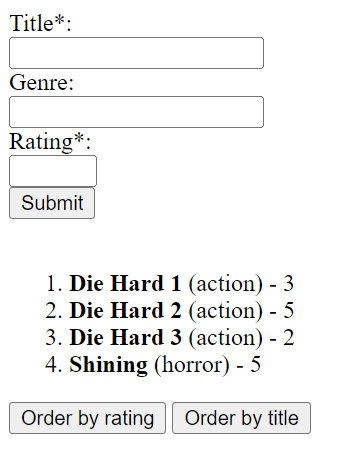 Title*:
Genre:
Rating*:
Submit
1. Die Hard 1 (action) - 3
2. Die Hard 2 (action) - 5
3. Die Hard 3 (action) - 2
4. Shining (horror) - 5
Order by rating Order by title